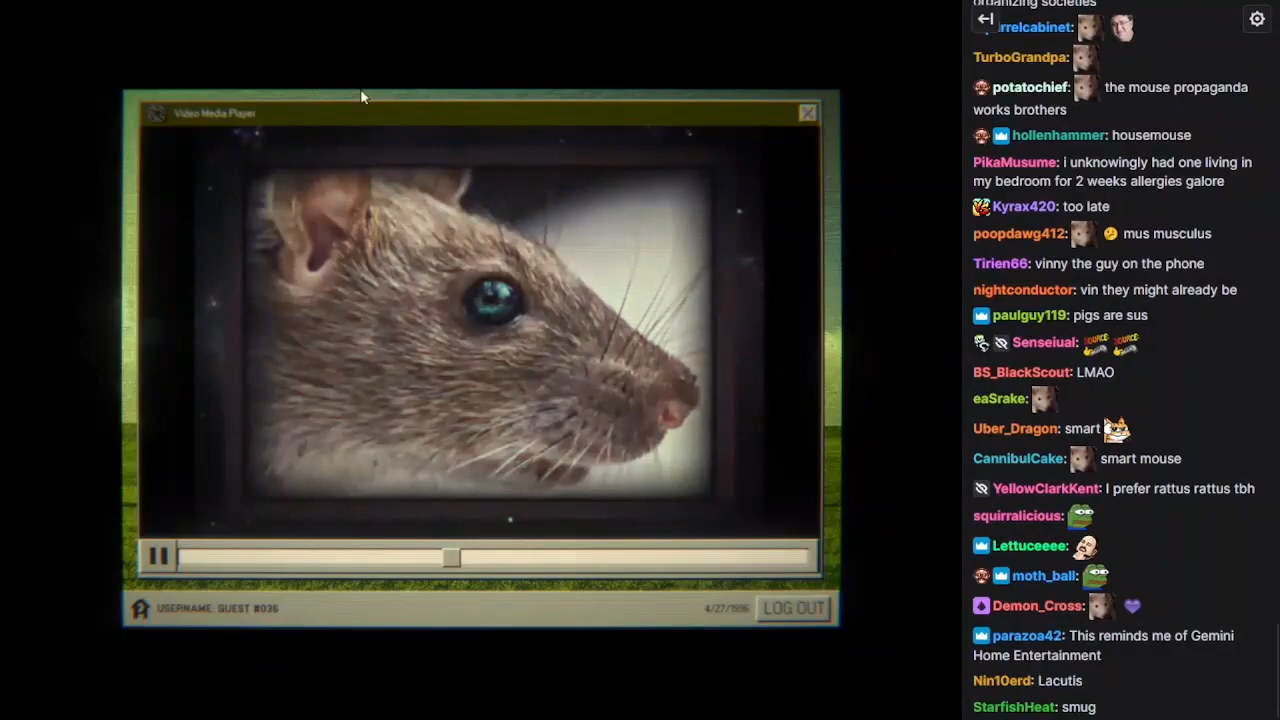 Video Media Player
USERNAME: GUEST #036
4/27/1996
LOG OUT
organizing societies
TurboGrandpa:
potatochief: the mouse propaganda
works brothers
hollenhammer: housemouse
PikaMusume: i unknowingly had one living in
my bedroom for 2 weeks allergies galore
Kyrax420: too late
poopdawg412: mus musculus
Tirien66: vinny the guy on the phone
nightconductor: vin they might already be
paulguy119: pigs are sus
Senseiual:
BS_BlackScout: LMAO
eaSrake:
Uber_Dragon: smart
CannibulCake: smart mouse
YellowClarkKent: I prefer rattus rattus tbh
squirralicious:
Lettuceeee:
moth_ball:
Demon_Cross:
parazoa42: This reminds me of Gemini
Home Entertainment
Nin10erd: Lacutis
StarfishHeat: smug